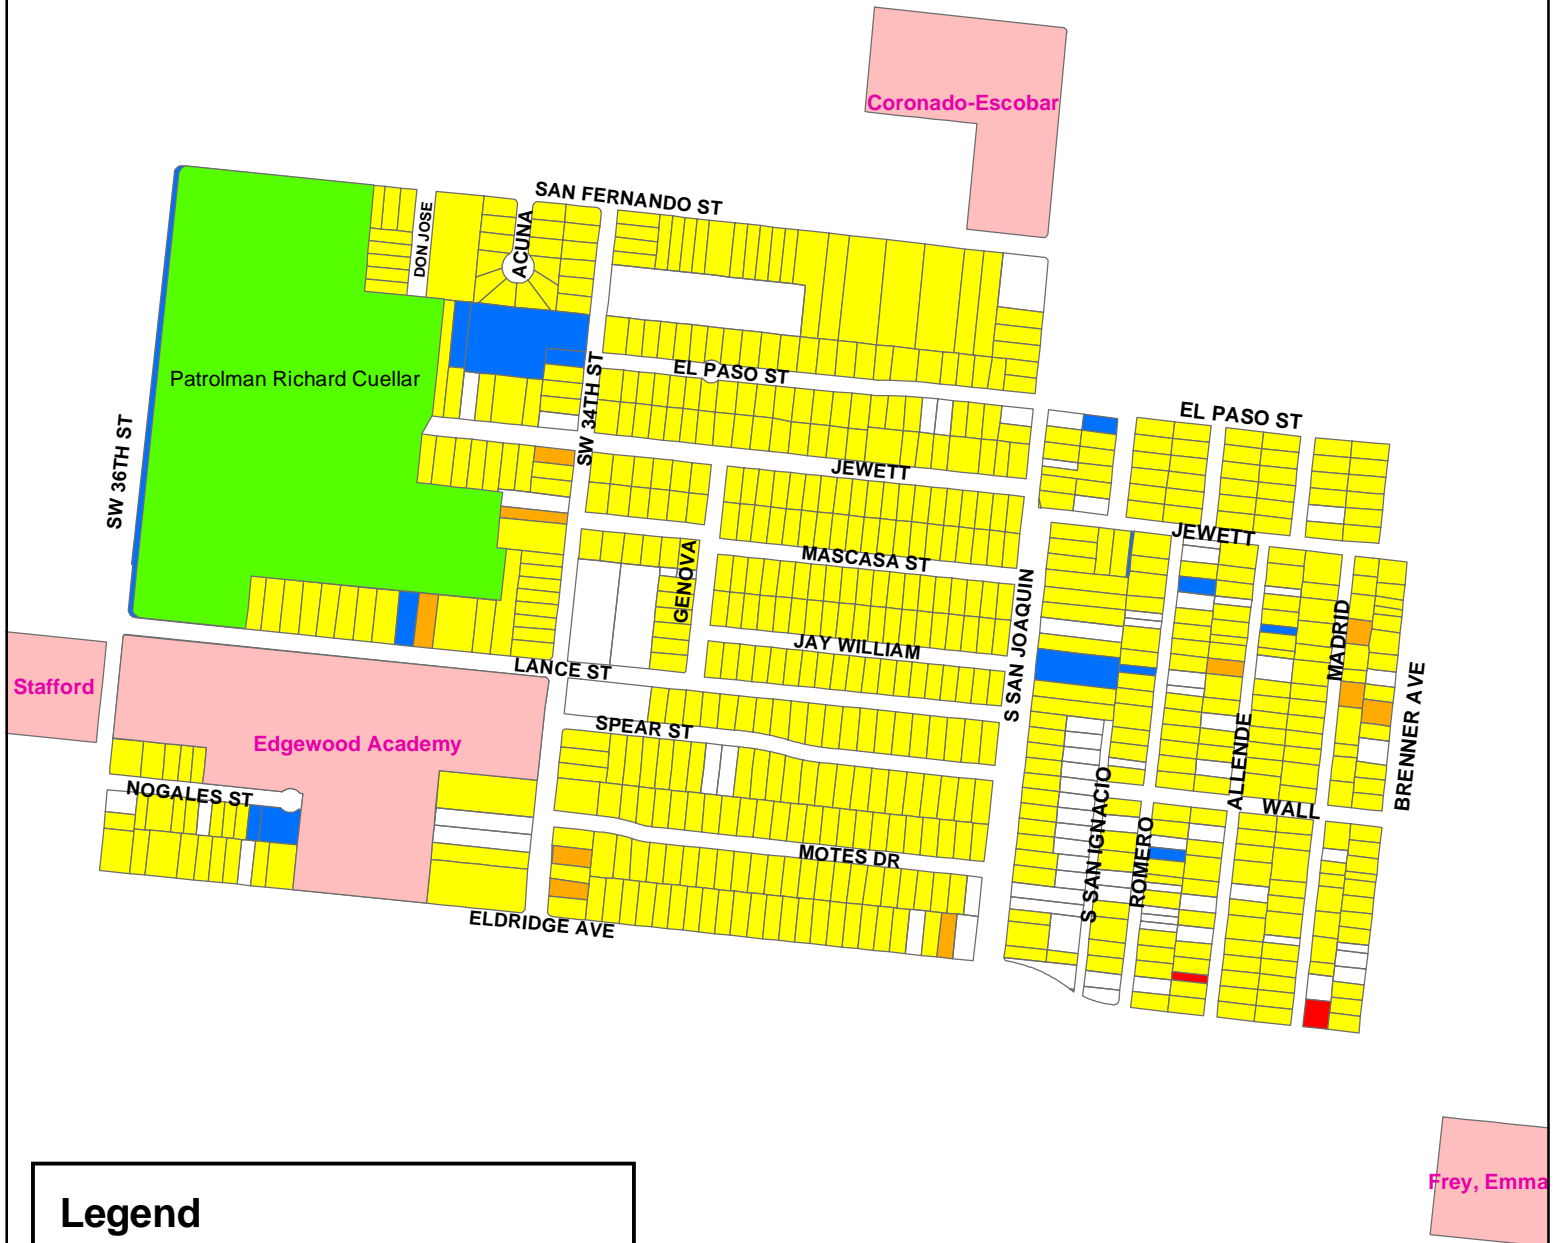 Coronado-Escobar
SAN FERNANDO ST
DON JOSE
ACUNA
Patrolman Richard Cuellar
EL PASO ST
SW 34TH ST
EL PASO ST
SW 36TH ST
JEWETT
JEWETT
MASCASA ST
GENOVA
S SAN JOAQUIN
JAY WILLIAM
MADRID
LANCE ST
Stafford
BRENNER AVE
SPEAR ST
Edgewood Academy
ALLENDE
NOGALES ST
S SAN IGNACIO
WALL
ROMERO
MOTES DR
ELDRIDGE AVE
Frey, Emma
Legend